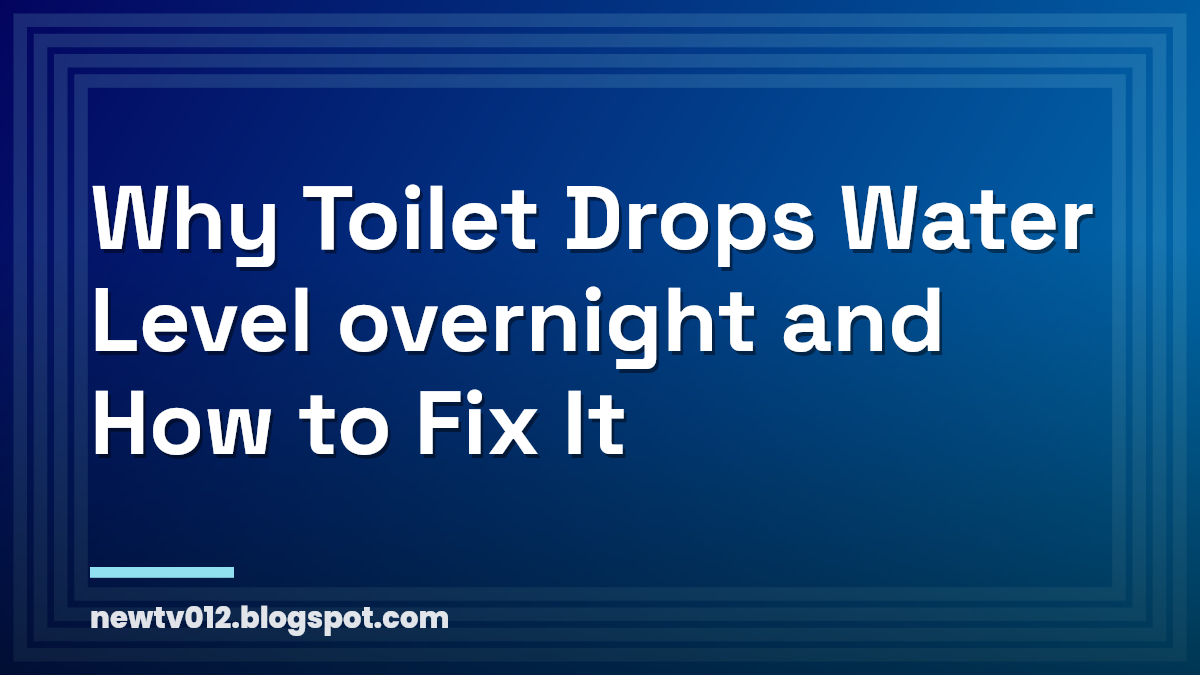 Why Toilet Drops Water
Level overnight and
How to Fix It
newtv012.blogspot.com